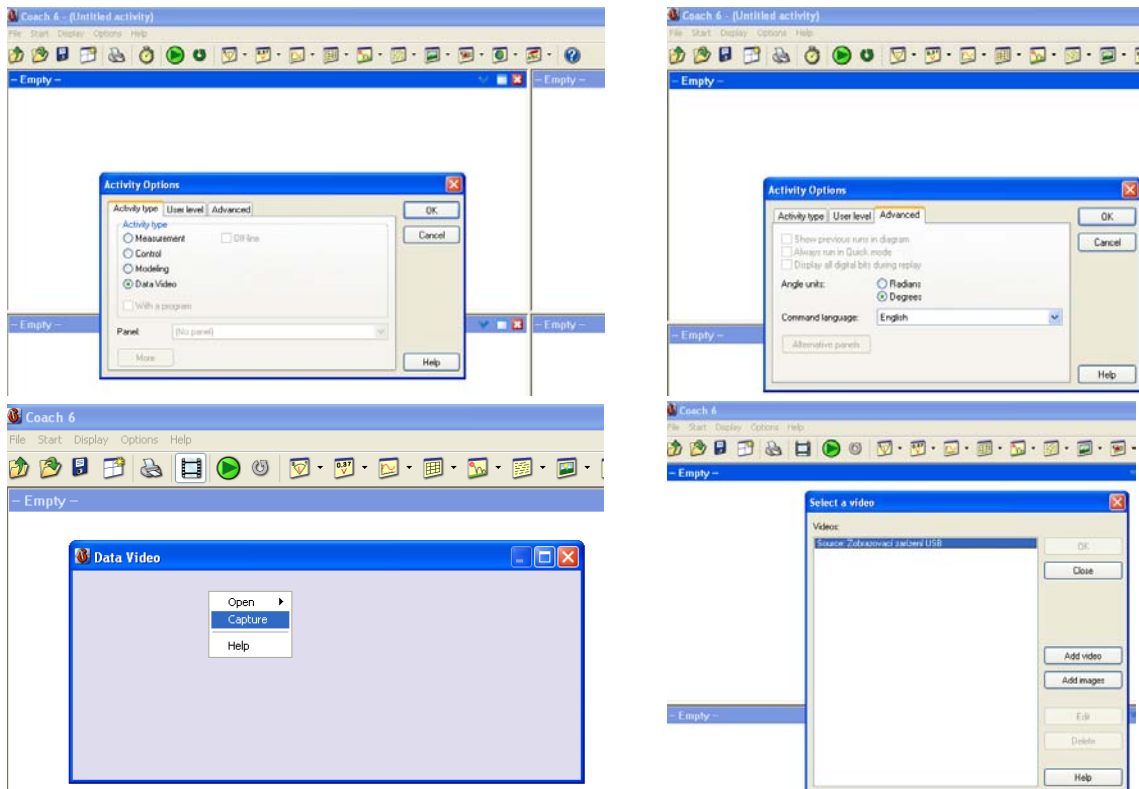 Coach 6 - (Untitled activity)
File Start Display Options Help
– Empty –
– Empty –
Activity Options
Activity type User level Advanced
OK
Activity type
Measurement Off-line
Cancel
Control
Modeling
Data Video
With a program
– Empty –
– Empty –
Panel: (No panel)
More
Help
Coach 6 - (Untitled activity)
File Start Display Options Help
– Empty –
Activity Options
Activity type User level Advanced
OK
Show previous runs in diagram
Cancel
Always run in Quick mode
Display all digital bits during replay
Angle units: Radians
Degrees
– Empty –
Command language: English
Alternative panels
Help
Coach 6
File Start Display Options Help
0.37
– Empty –
Data Video
Open
Capture
Help
Coach 6
File Start Display Options Help
– Empty –
Select a video
Videos:
Source: Zobrazovací zařízení USB
OK
Close
Add video
Add images
– Empty –
Edit
Delete
Help